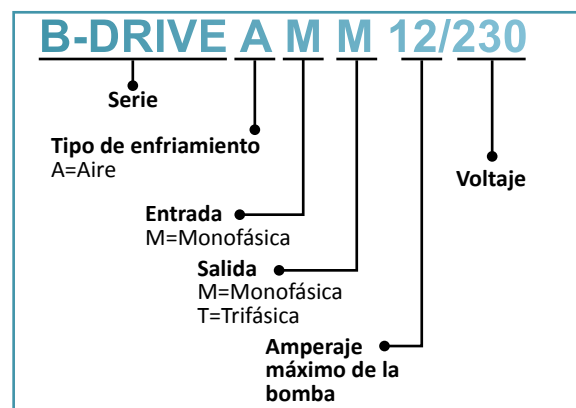 B-DRIVE A M M 12/230
Serie
Tipo de enfriamiento
A=Aire
Voltaje
Entrada
M=Monofásica
Salida
M=Monofásica
T=Trifásica
Amperaje
máximo de la
bomba